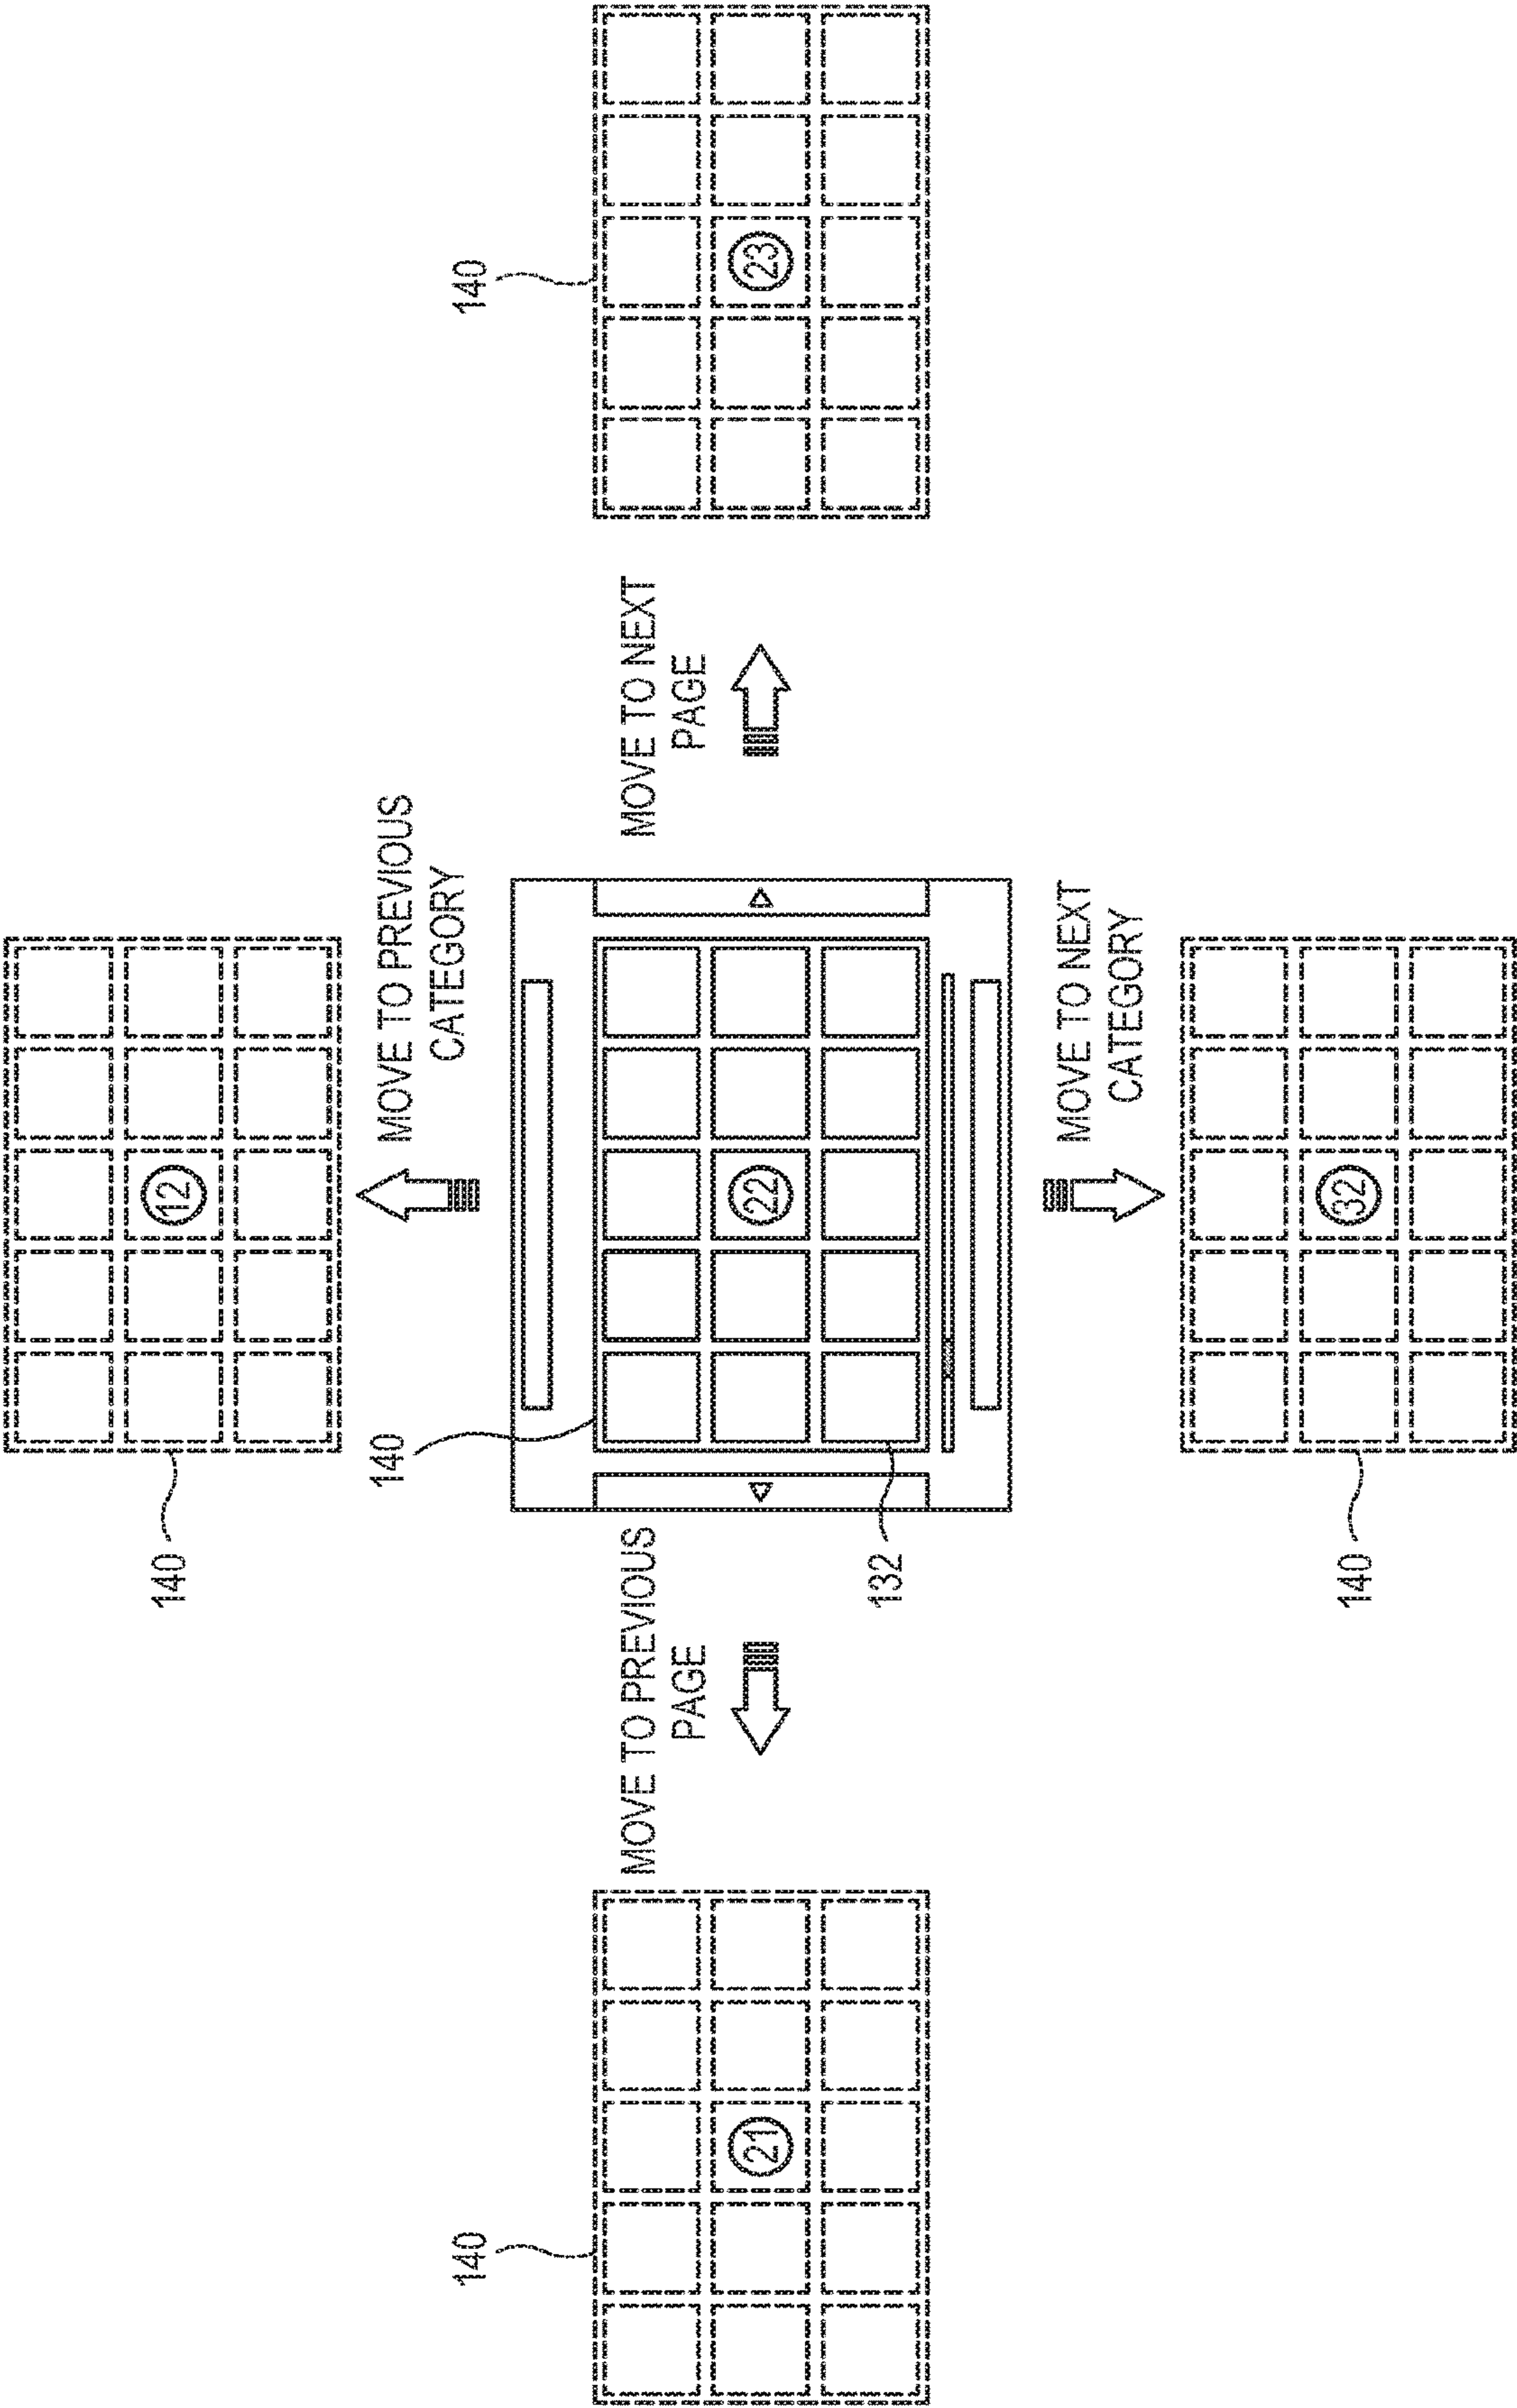 140
12
140
MOVE TO PREVIOUS
CATEGORY
140
140
MOVE TO PREVIOUS
PAGE
MOVE TO NEXT
PAGE
21
22
23
132
MOVE TO NEXT
CATEGORY
140
32